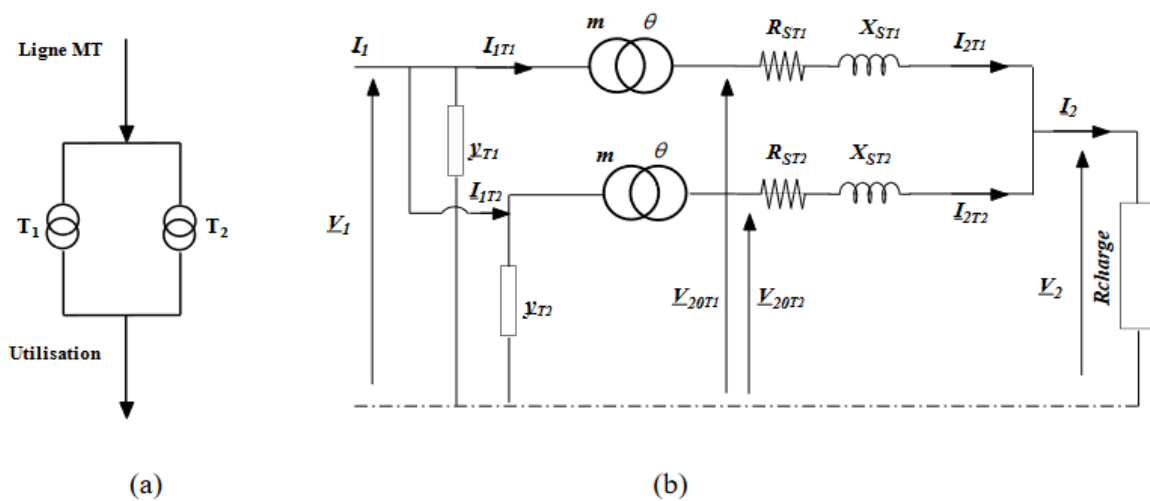 Ligne MT
T1
T2
Utilisation
(a)
I1
I1T1
m θ
RST1
XST1
I2T1
yT1
I1T2
m θ
RST2
XST2
I2T2
I2
V1
yT2
V20T1
V20T2
V2
Rcharge
(b)